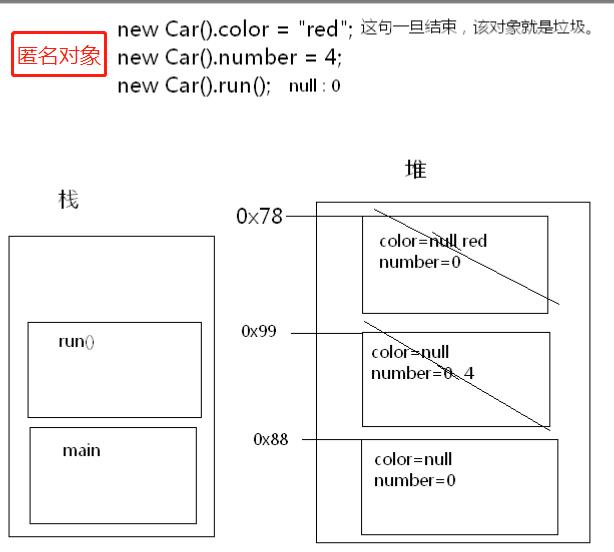 new Car().color = "red"; 这句一旦结束，该对象就是垃圾。
匿名对象
new Car().number = 4;
new Car().run(); null : 0
栈
堆
0x78
color=null red
number=0
0x99
color=null
number=0 4
0x88
color=null
number=0
run()
main